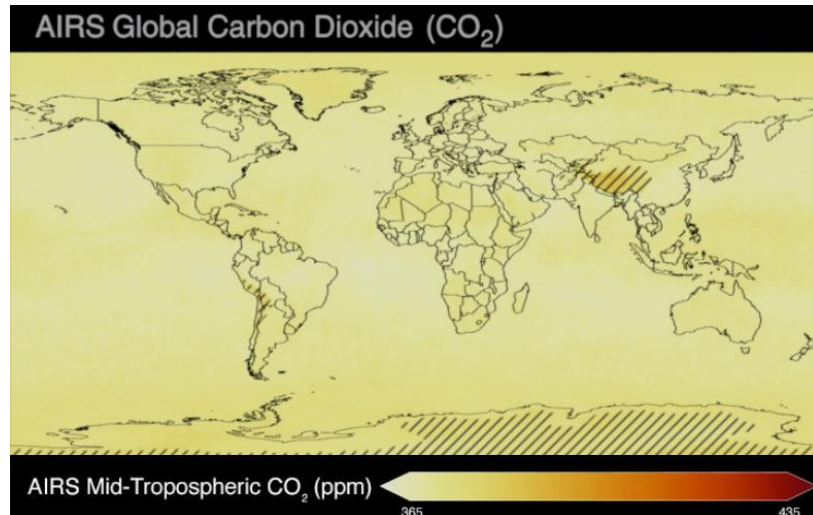 AIRS Global Carbon Dioxide (CO₂)
AIRS Mid-Tropospheric CO₂ (ppm)
365
435